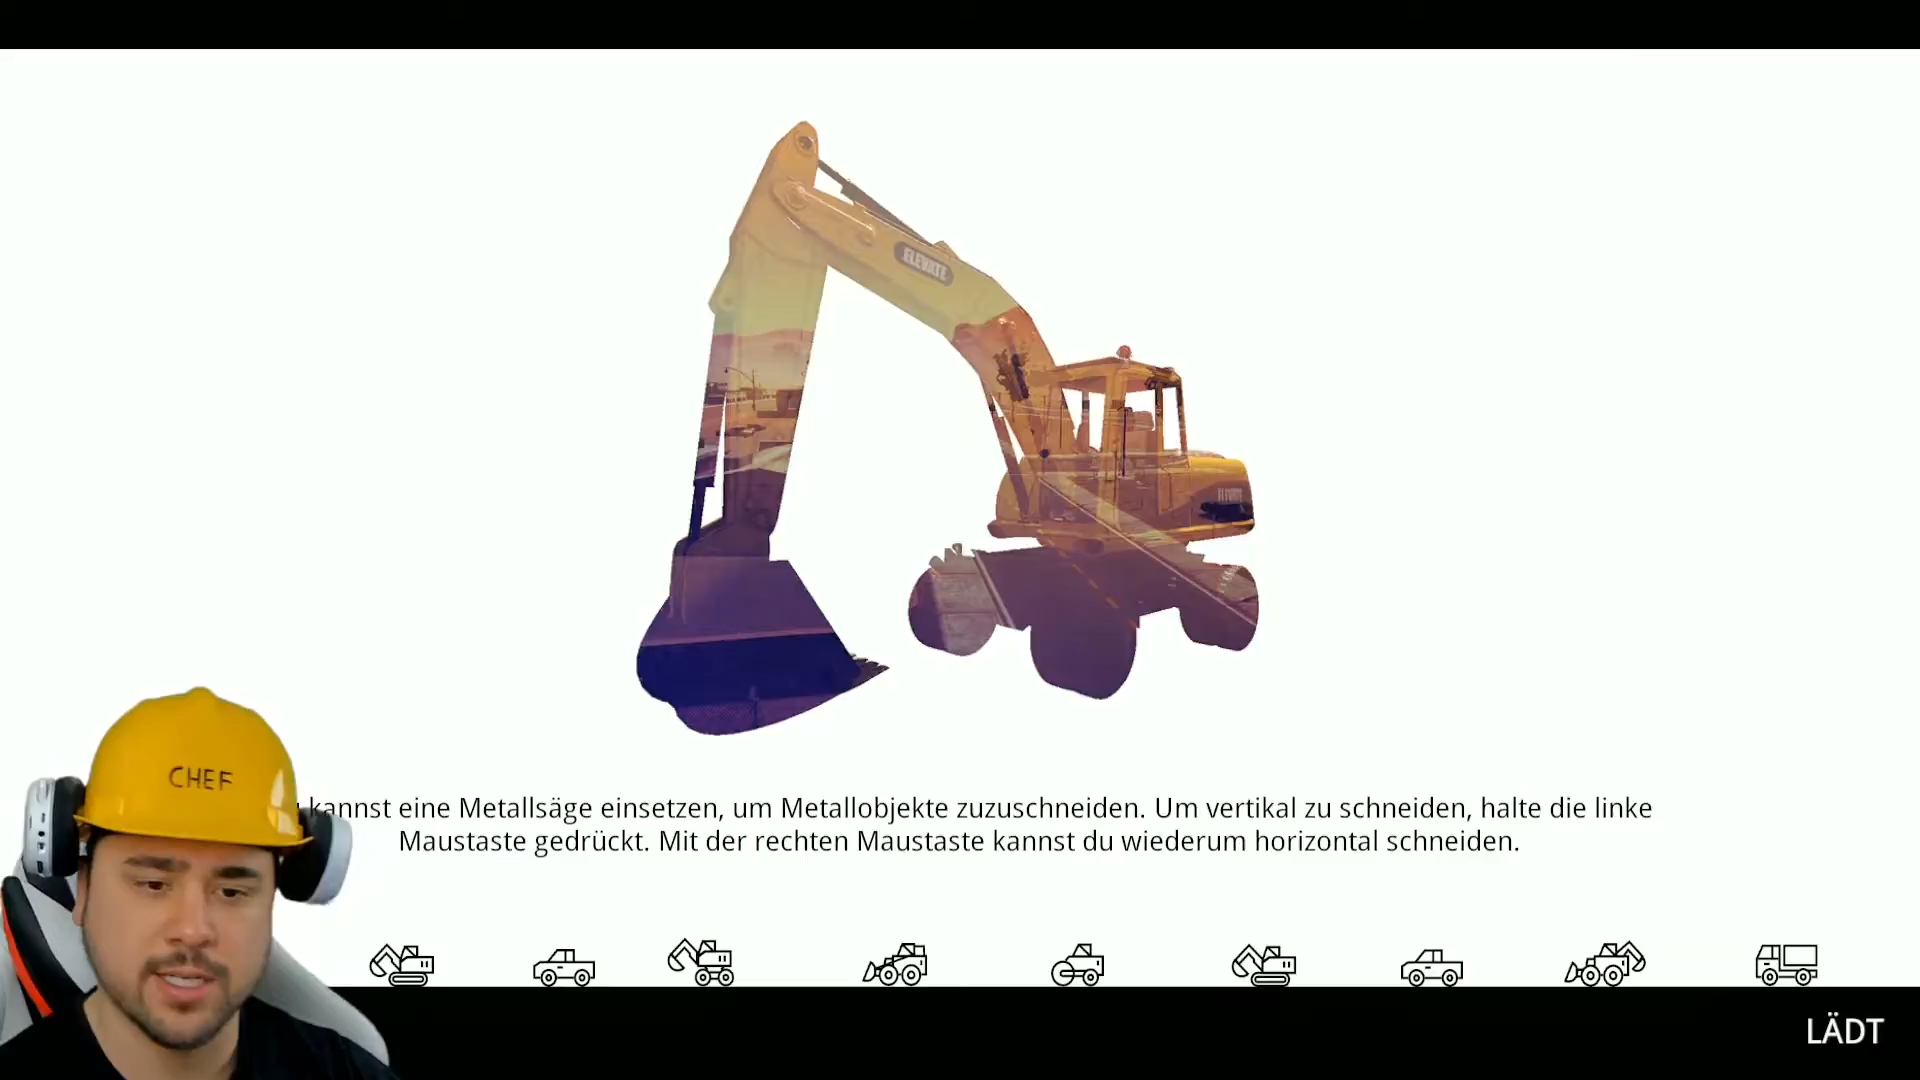 ELEVATE
ELEVATE
CHEF
kannst eine Metallsäge einsetzen, um Metallobjekte zuzuschneiden. Um vertikal zu schneiden, halte die linke
Maustaste gedrückt. Mit der rechten Maustaste kannst du wiederum horizontal schneiden.
LÄDT